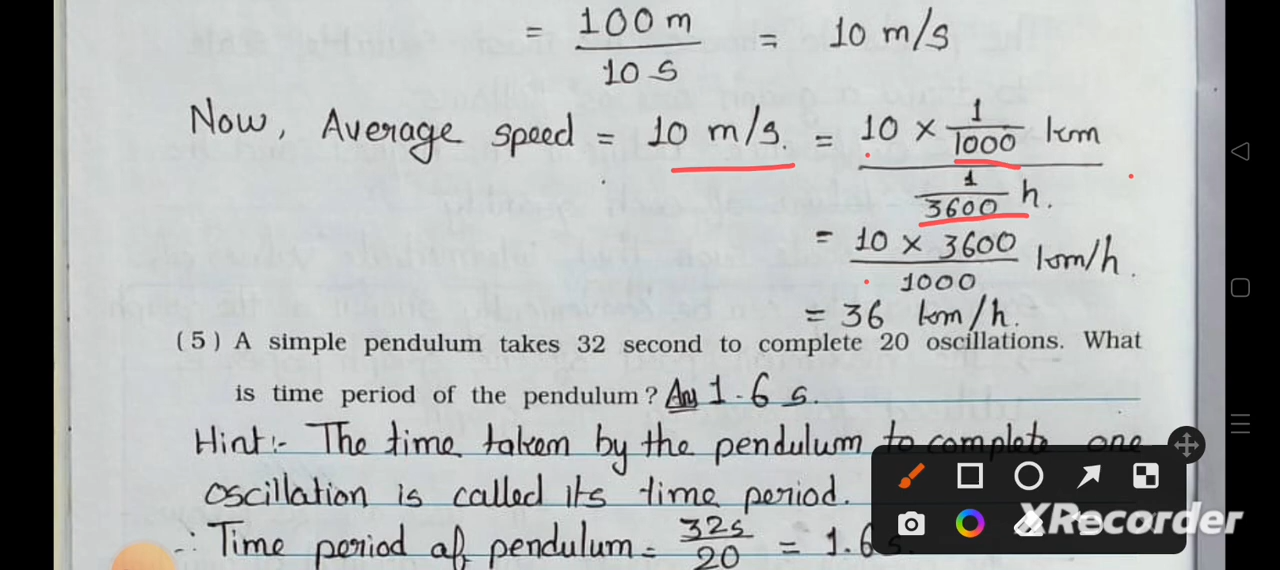 = 100 m / 10 s = 10 m/s
Now, Average speed = 10 m/s = 10 × 1/1000 km / 1/3600 h.
= 10 × 3600 / 1000 km/h.
= 36 km/h.
(5) A simple pendulum takes 32 second to complete 20 oscillations. What
is time period of the pendulum? Ans 1.6 s.
Hint:- The time taken by the pendulum to complete one
oscillation is called its time period.
∴ Time period of pendulum = 32s / 20 = 1.6 s.
XRecorder